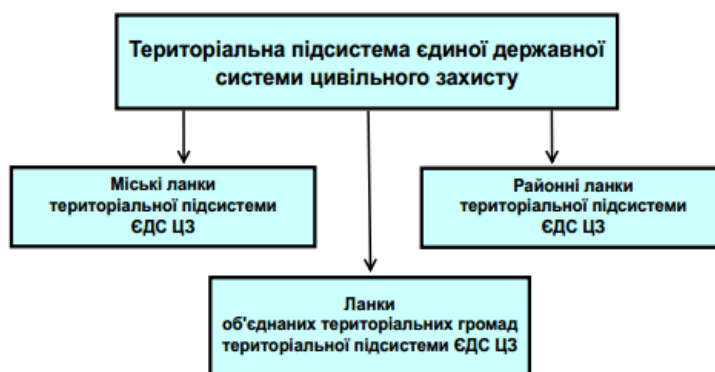 Територіальна підсистема єдиної державної
системи цивільного захисту
Міські ланки
територіальної підсистеми
ЄДС ЦЗ
Районні ланки
територіальної підсистеми
ЄДС ЦЗ
Ланки
об'єднаних територіальних громад
територіальної підсистеми ЄДС ЦЗ